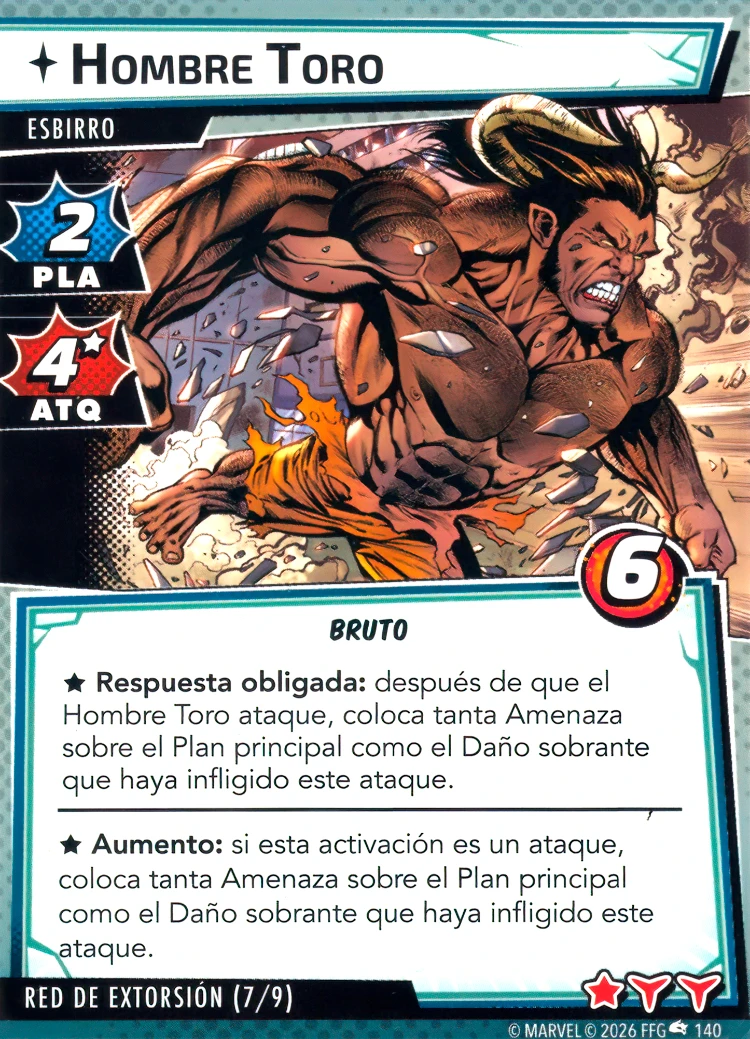 HOMBRE TORO
ESBIRRO
2
PLA
4
ATQ
6
BRUTO
★ Respuesta obligada: después de que el
Hombre Toro ataque, coloca tanta Amenaza
sobre el Plan principal como el Daño sobrante
que haya infligido este ataque.
★ Aumento: si esta activación es un ataque,
coloca tanta Amenaza sobre el Plan principal
como el Daño sobrante que haya infligido este
ataque.
RED DE EXTORSIÓN (7/9)
© MARVEL © 2026 FFG 140